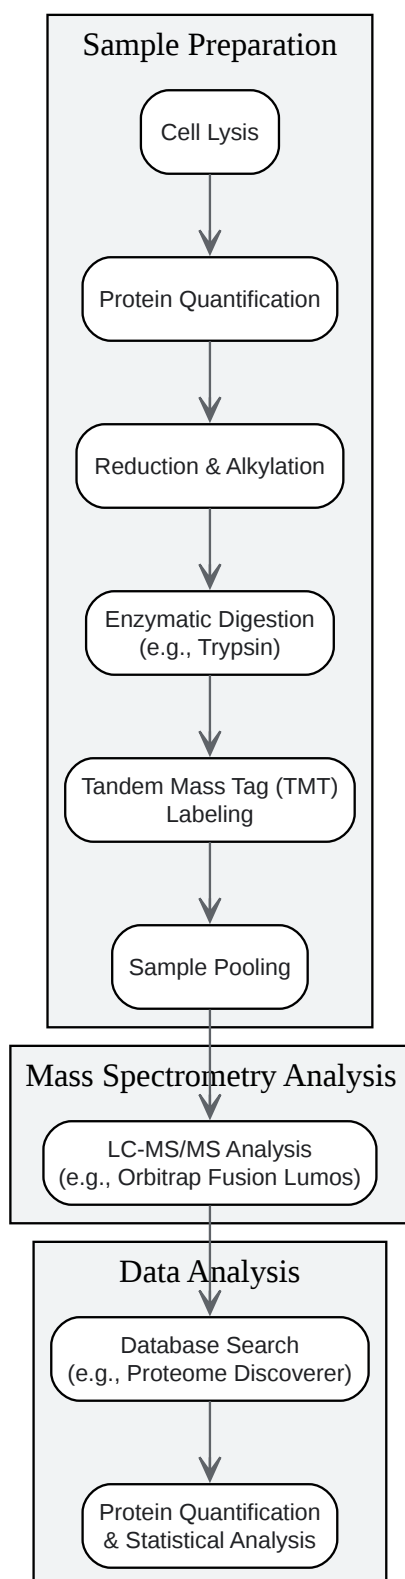 Sample Preparation
Cell Lysis
Protein Quantification
Reduction & Alkylation
Enzymatic Digestion
(e.g., Trypsin)
Tandem Mass Tag (TMT)
Labeling
Sample Pooling
Mass Spectrometry Analysis
LC-MS/MS Analysis
(e.g., Orbitrap Fusion Lumos)
Data Analysis
Database Search
(e.g., Proteome Discoverer)
Protein Quantification
& Statistical Analysis